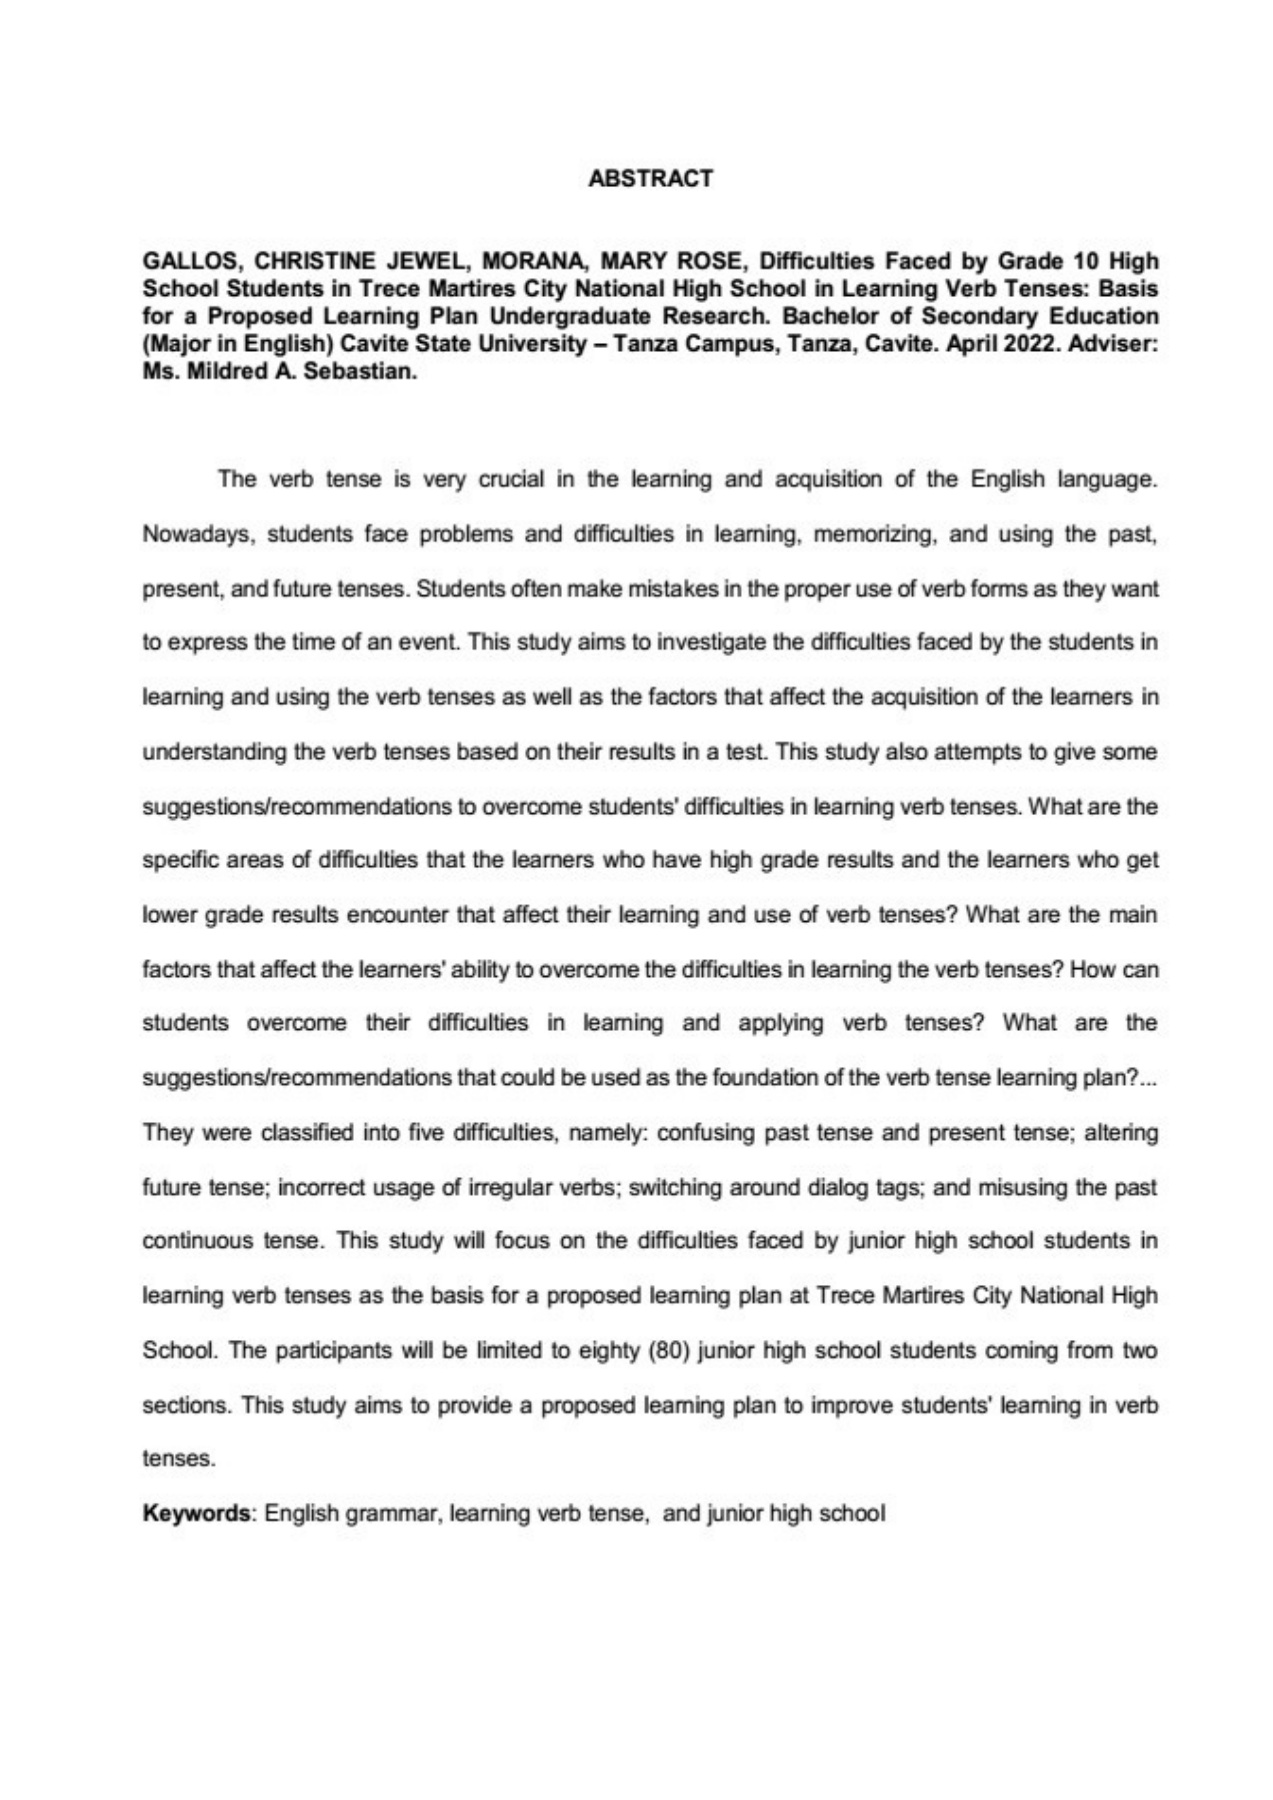 ABSTRACT
GALLOS, CHRISTINE JEWEL, MORANA, MARY ROSE, Difficulties Faced by Grade 10 High
School Students in Trece Martires City National High School in Learning Verb Tenses: Basis
for a Proposed Learning Plan Undergraduate Research. Bachelor of Secondary Education
(Major in English) Cavite State University – Tanza Campus, Tanza, Cavite. April 2022. Adviser:
Ms. Mildred A. Sebastian.
The verb tense is very crucial in the learning and acquisition of the English language.
Nowadays, students face problems and difficulties in learning, memorizing, and using the past,
present, and future tenses. Students often make mistakes in the proper use of verb forms as they want
to express the time of an event. This study aims to investigate the difficulties faced by the students in
learning and using the verb tenses as well as the factors that affect the acquisition of the learners in
understanding the verb tenses based on their results in a test. This study also attempts to give some
suggestions/recommendations to overcome students' difficulties in learning verb tenses. What are the
specific areas of difficulties that the learners who have high grade results and the learners who get
lower grade results encounter that affect their learning and use of verb tenses? What are the main
factors that affect the learners' ability to overcome the difficulties in learning the verb tenses? How can
students overcome their difficulties in learning and applying verb tenses? What are the
suggestions/recommendations that could be used as the foundation of the verb tense learning plan?...
They were classified into five difficulties, namely: confusing past tense and present tense; altering
future tense; incorrect usage of irregular verbs; switching around dialog tags; and misusing the past
continuous tense. This study will focus on the difficulties faced by junior high school students in
learning verb tenses as the basis for a proposed learning plan at Trece Martires City National High
School. The participants will be limited to eighty (80) junior high school students coming from two
sections. This study aims to provide a proposed learning plan to improve students' learning in verb
tenses.
Keywords: English grammar, learning verb tense, and junior high school